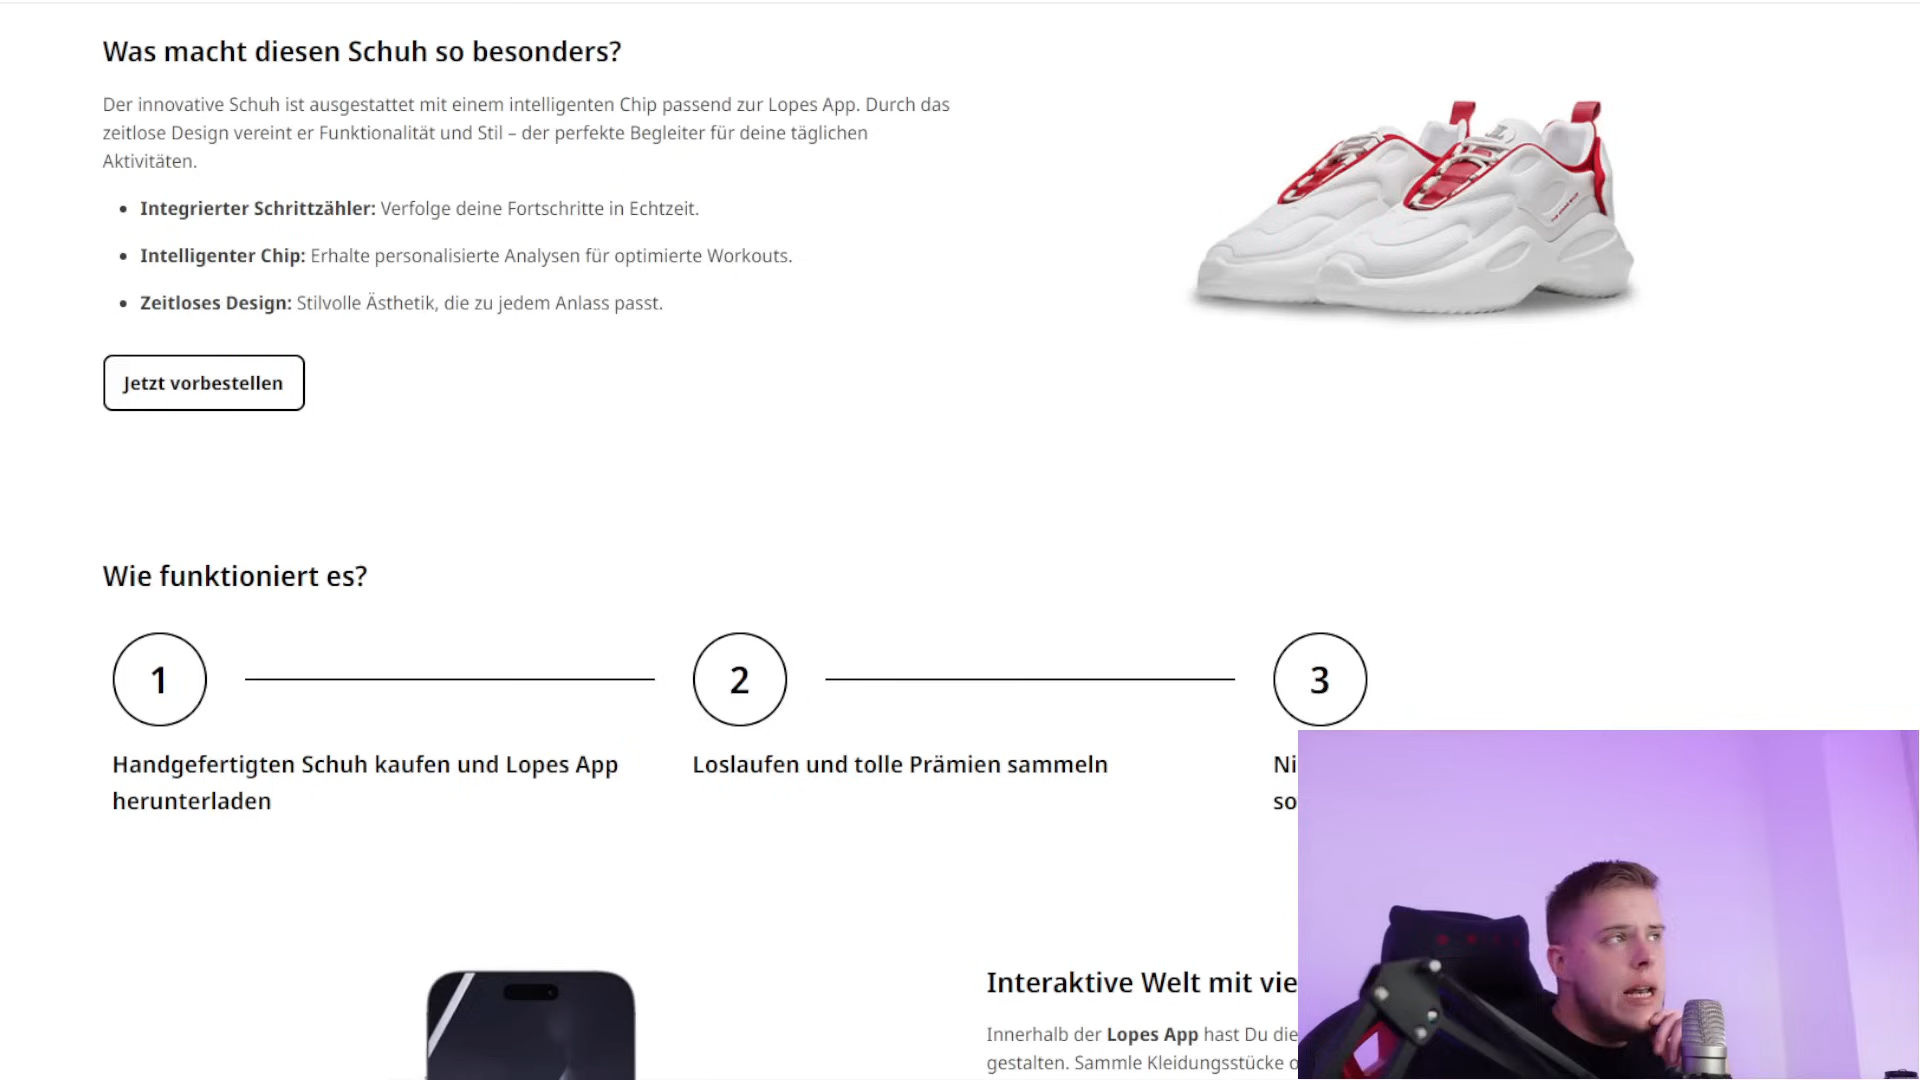 Was macht diesen Schuh so besonders?
Der innovative Schuh ist ausgestattet mit einem intelligenten Chip passend zur Lopes App. Durch das
zeitlose Design vereint er Funktionalität und Stil – der perfekte Begleiter für deine täglichen
Aktivitäten.
• Integrierter Schrittzähler: Verfolge deine Fortschritte in Echtzeit.
• Intelligenter Chip: Erhalte personalisierte Analysen für optimierte Workouts.
• Zeitloses Design: Stilvolle Ästhetik, die zu jedem Anlass passt.
Jetzt vorbestellen
Wie funktioniert es?
1
2
3
Handgefertigten Schuh kaufen und Lopes App
herunterladen
Loslaufen und tolle Prämien sammeln
Ni
so
Interaktive Welt mit vie
Innerhalb der Lopes App hast Du die
gestalten. Sammle Kleidungsstücke o